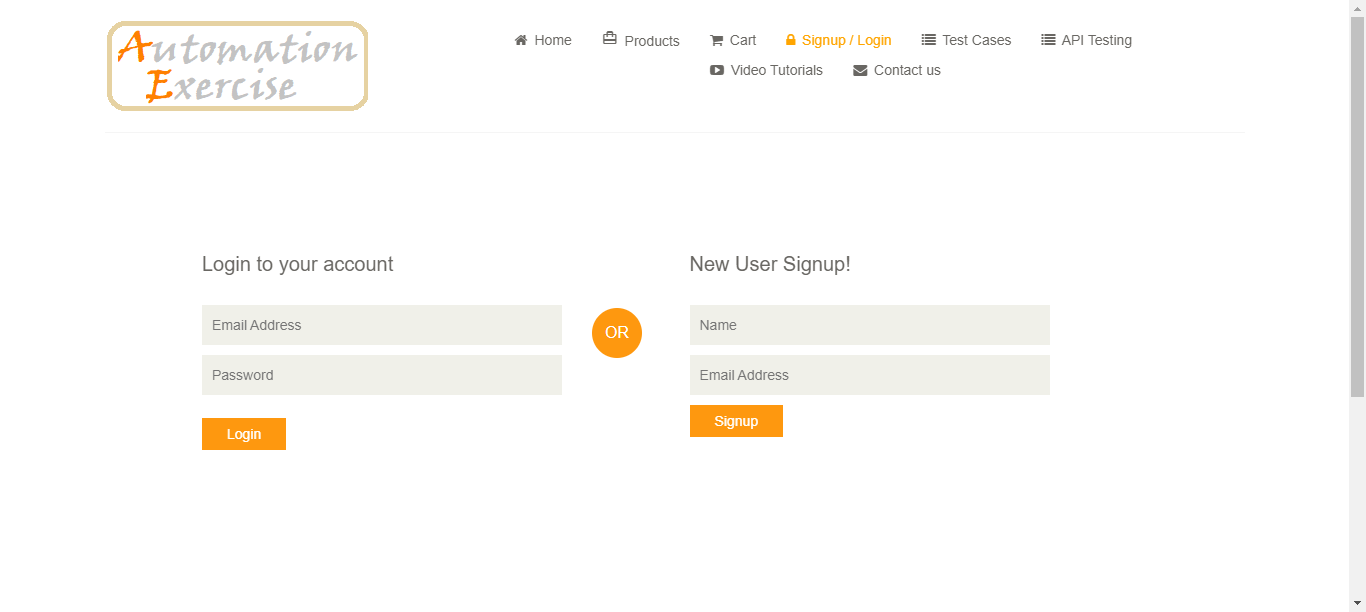 Automation
Exercise
Home Products Cart Signup / Login Test Cases API Testing
Video Tutorials Contact us
Login to your account
Email Address
Password
Login
OR
New User Signup!
Name
Email Address
Signup